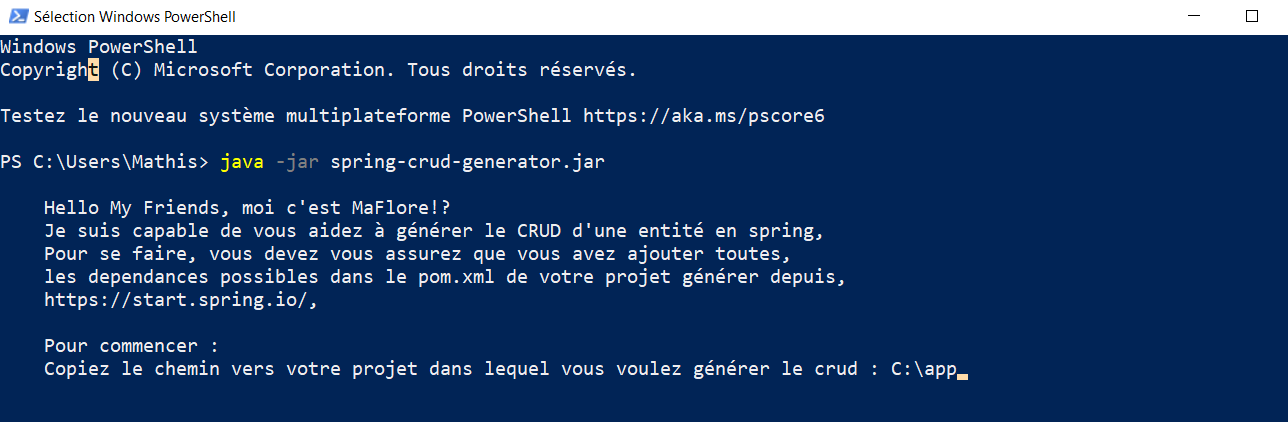 Sélection Windows PowerShell
Windows PowerShell
Copyright (C) Microsoft Corporation. Tous droits réservés.
Testez le nouveau système multiplateforme PowerShell https://aka.ms/pscore6
PS C:\Users\Mathis> java -jar spring-crud-generator.jar
Hello My Friends, moi c'est MaFlore!?
Je suis capable de vous aidez à générer le CRUD d'une entité en spring,
Pour se faire, vous devez vous assurez que vous avez ajouter toutes,
les dependances possibles dans le pom.xml de votre projet générer depuis,
https://start.spring.io/,
Pour commencer :
Copiez le chemin vers votre projet dans lequel vous voulez générer le crud : C:\app